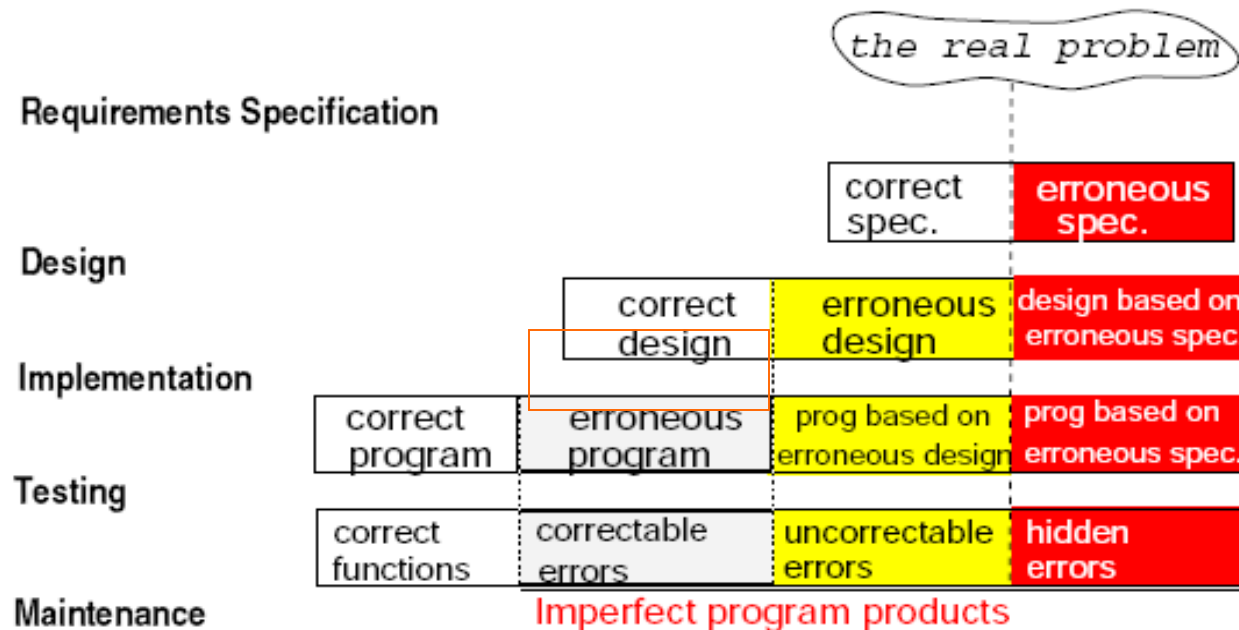 the real problem
Requirements Specification
correct erroneous
spec. spec.
Design
correct erroneous design based on
design design erroneous spec.
Implementation
correct erroneous prog based on prog based on
program program erroneous design erroneous spec.
Testing
correct correctable uncorrectable hidden
functions errors errors errors
Maintenance Imperfect program products